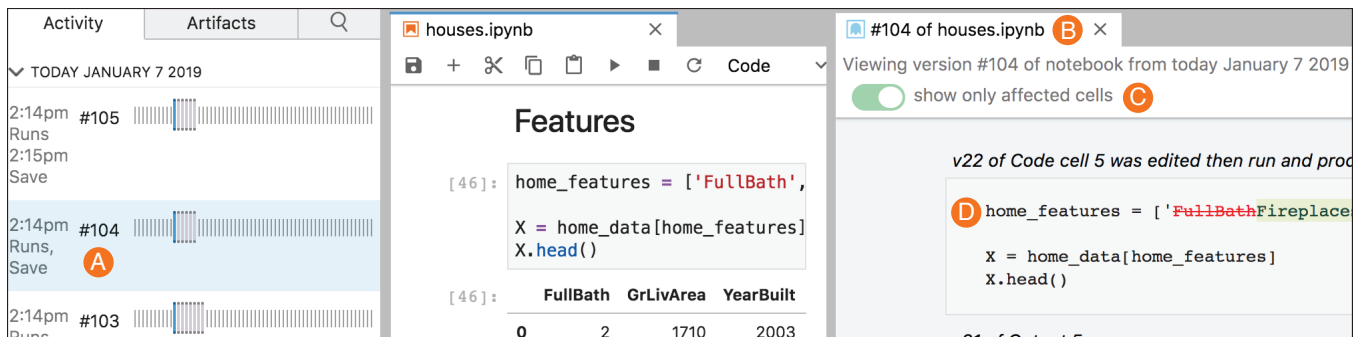 Activity
Artifacts
TODAY JANUARY 7 2019
2:14pm #105
Runs
2:15pm
Save
2:14pm #104
Runs,
Save
A
2:14pm #103
Runs
houses.ipynb
Code
Features
[46]: home_features = ['FullBath',
X = home_data[home_features]
X.head()
[46]: FullBath GrLivArea YearBuilt
0 2 1710 2003
#104 of houses.ipynb B
Viewing version #104 of notebook from today January 7 2019
show only affected cells C
v22 of Code cell 5 was edited then run and proc
D home_features = ['FullBathFireplaces
X = home_data[home_features]
X.head()